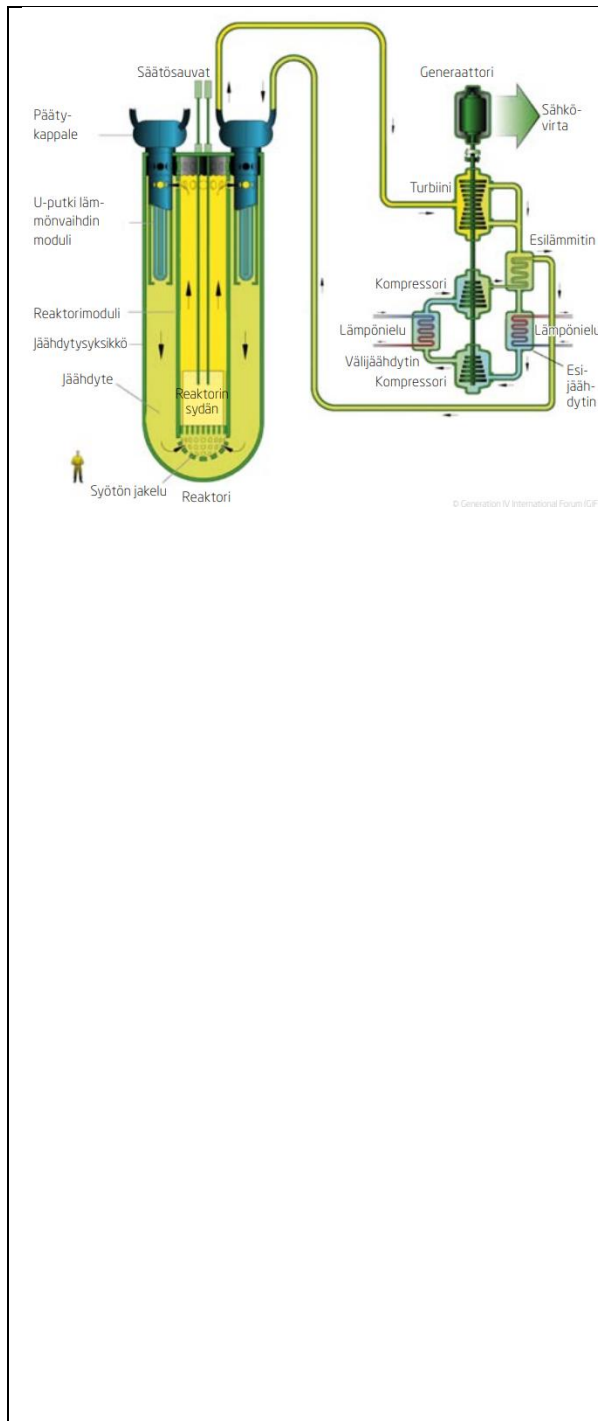 Säätösauvat
Generaattori
Pääty-
kappale
Sähkö-
virta
U-putki läm-
mönvaihdin
moduli
Turbiini
Esilämmitin
Kompressori
Reaktorimoduli
Jäähdytysyksikkö
Lämpönielu
Lämpönielu
Välijäähdytin
Kompressori
Esi-
jääh-
dytin
Jäähdyte
Reaktorin
sydän
Syötön jakelu
Reaktori
© Generation IV International Forum (GIF